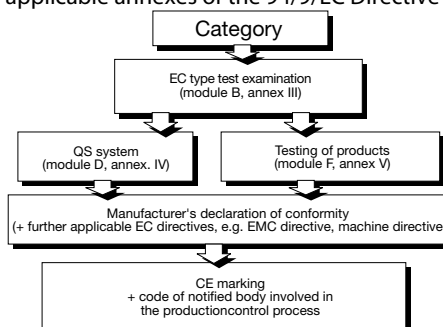 applicable annexes of the 94/9/EC Directive
Category
EC type test examination
(module B, annex III)
QS system
(module D, annex. IV)
Testing of products
(module F, annex V)
Manufacturer's declaration of conformity
(+ further applicable EC directives, e.g. EMC directive, machine directive
CE marking
+ code of notified body involved in
the productioncontrol process